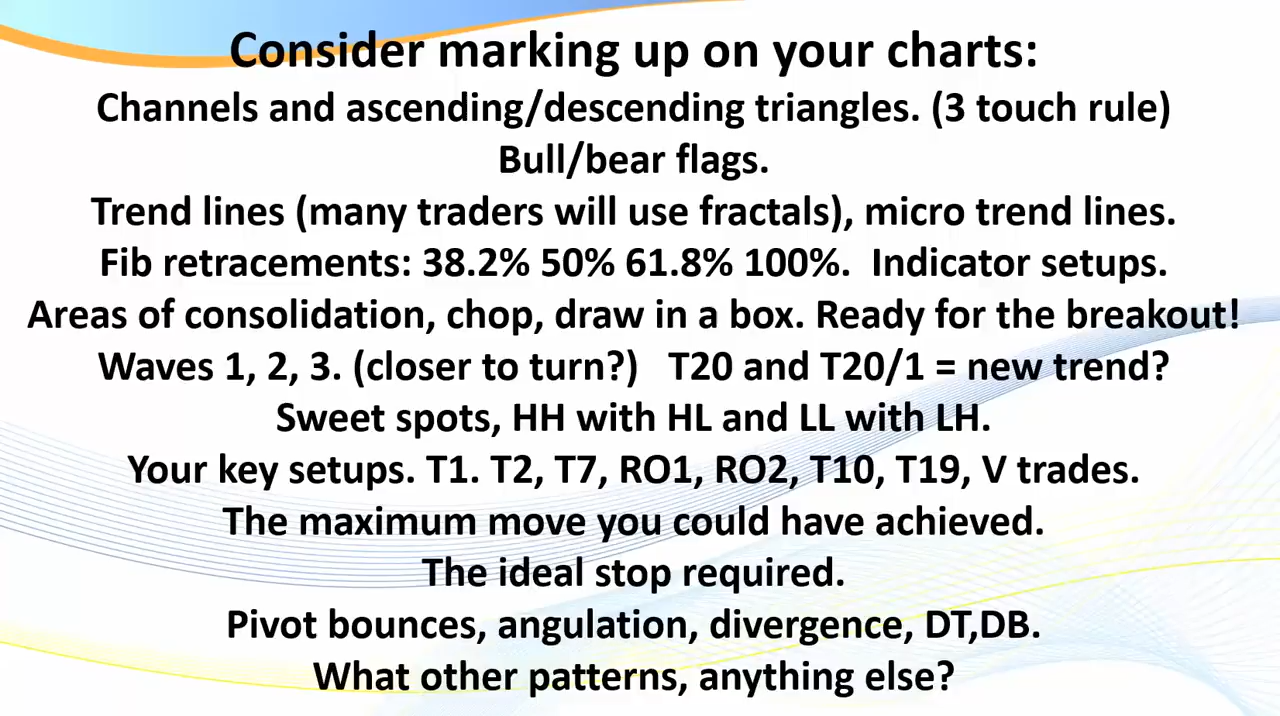 Consider marking up on your charts:
Channels and ascending/descending triangles. (3 touch rule)
Bull/bear flags.
Trend lines (many traders will use fractals), micro trend lines.
Fib retracements: 38.2% 50% 61.8% 100%.  Indicator setups.
Areas of consolidation, chop, draw in a box. Ready for the breakout!
Waves 1, 2, 3. (closer to turn?)   T20 and T20/1 = new trend?
Sweet spots, HH with HL and LL with LH.
Your key setups. T1. T2, T7, RO1, RO2, T10, T19, V trades.
The maximum move you could have achieved.
The ideal stop required.
Pivot bounces, angulation, divergence, DT,DB.
What other patterns, anything else?